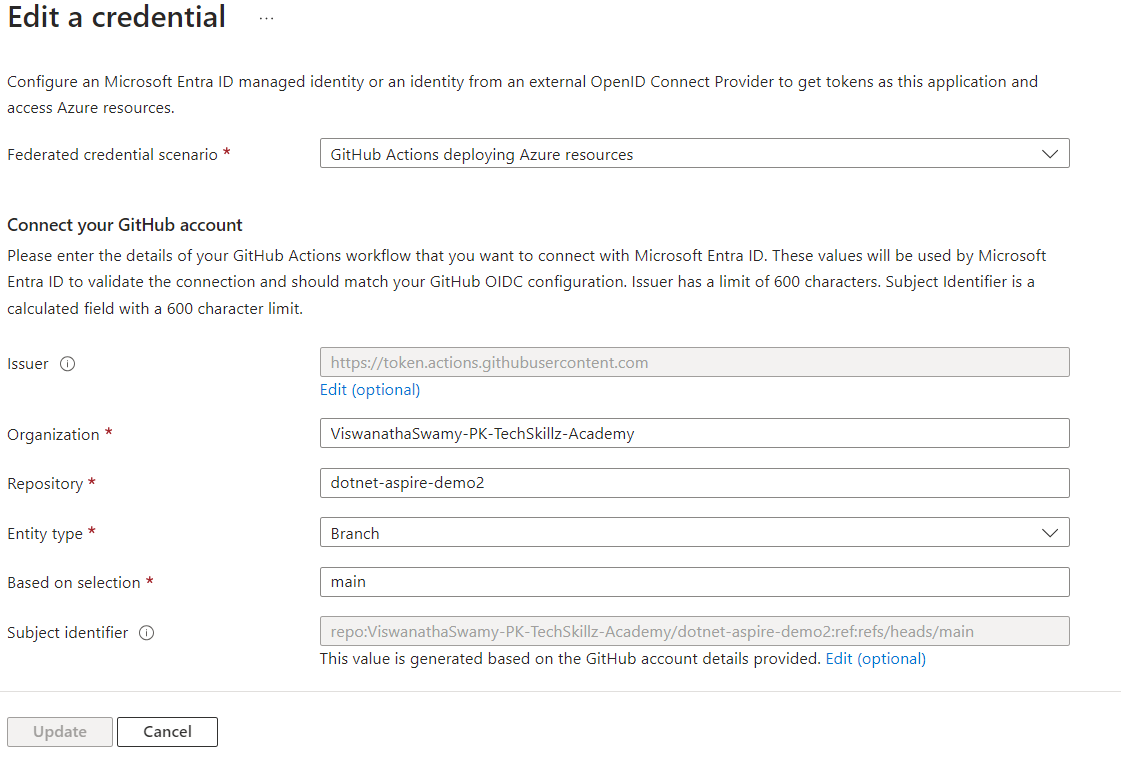 Edit a credential ...
Configure an Microsoft Entra ID managed identity or an identity from an external OpenID Connect Provider to get tokens as this application and
access Azure resources.
Federated credential scenario * GitHub Actions deploying Azure resources
Connect your GitHub account
Please enter the details of your GitHub Actions workflow that you want to connect with Microsoft Entra ID. These values will be used by Microsoft
Entra ID to validate the connection and should match your GitHub OIDC configuration. Issuer has a limit of 600 characters. Subject Identifier is a
calculated field with a 600 character limit.
Issuer https://token.actions.githubusercontent.com
Edit (optional)
Organization * ViswanathaSwamy-PK-TechSkillz-Academy
Repository * dotnet-aspire-demo2
Entity type * Branch
Based on selection * main
Subject identifier repo:ViswanathaSwamy-PK-TechSkillz-Academy/dotnet-aspire-demo2:ref:refs/heads/main
This value is generated based on the GitHub account details provided. Edit (optional)
Update Cancel